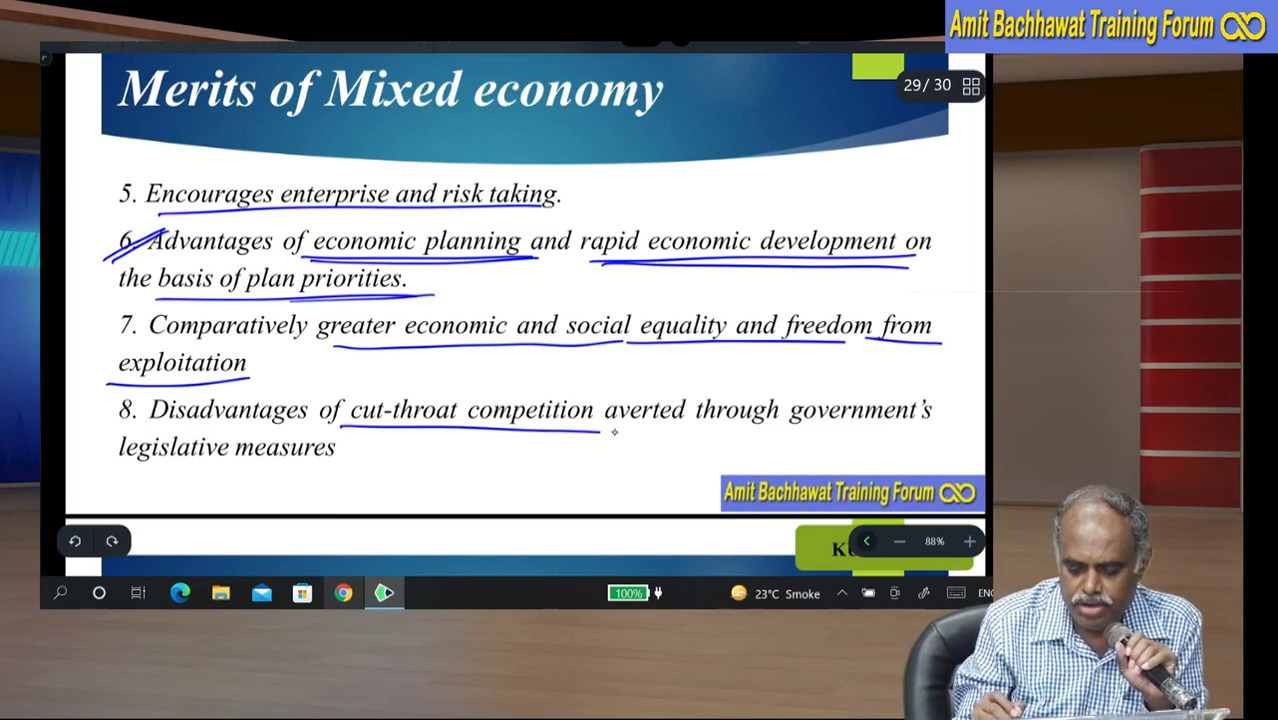 Amit Bachhawat Training Forum
Merits of Mixed economy
29/ 30
5. Encourages enterprise and risk taking.
6. Advantages of economic planning and rapid economic development on
the basis of plan priorities.
7. Comparatively greater economic and social equality and freedom from
exploitation
8. Disadvantages of cut-throat competition averted through government's
legislative measures
Amit Bachhawat Training Forum
88%
100%
23°C Smoke